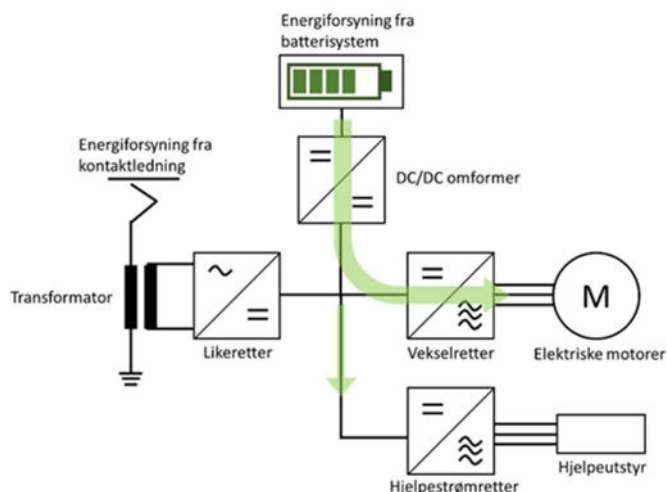 Energiforsyning fra
batterisystem
Energiforsyning fra
kontaktledning
DC/DC omformer
Transformator
M
Likeretter
Vekselretter
Elektriske motorer
Hjelpestrømretter
Hjelpeutstyr